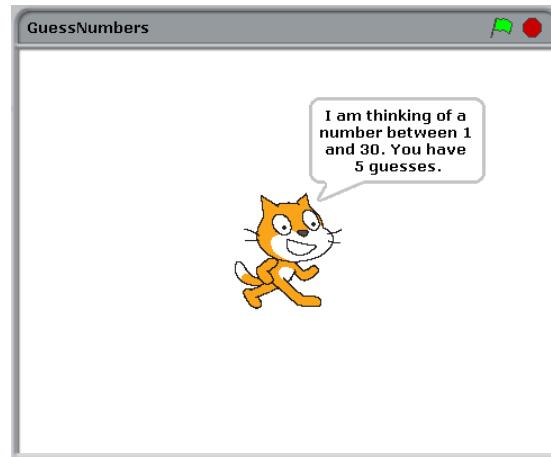 GuessNumbers
I am thinking of a
number between 1
and 30. You have
5 guesses.